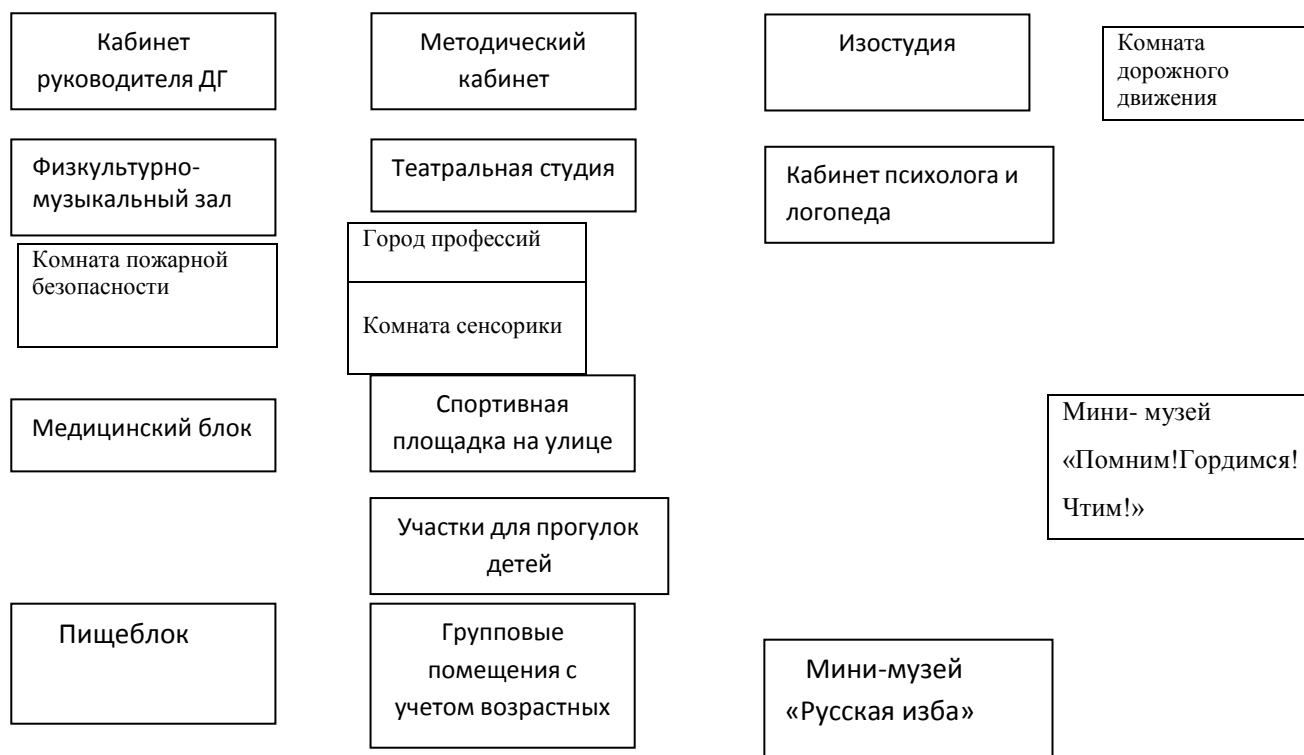 Кабинет
руководителя ДГ
Методический
кабинет
Изостудия
Комната
дорожного
движения
Физкультурно-
музыкальный зал
Театральная студия
Кабинет психолога и
логопеда
Комната пожарной
безопасности
Город профессий
Комната сенсорики
Медицинский блок
Спортивная
площадка на улице
Мини- музей
«Помним!Гордимся!
Чтим!»
Участки для прогулок
детей
Пищеблок
Групповые
помещения с
учетом возрастных
Мини-музей
«Русская изба»